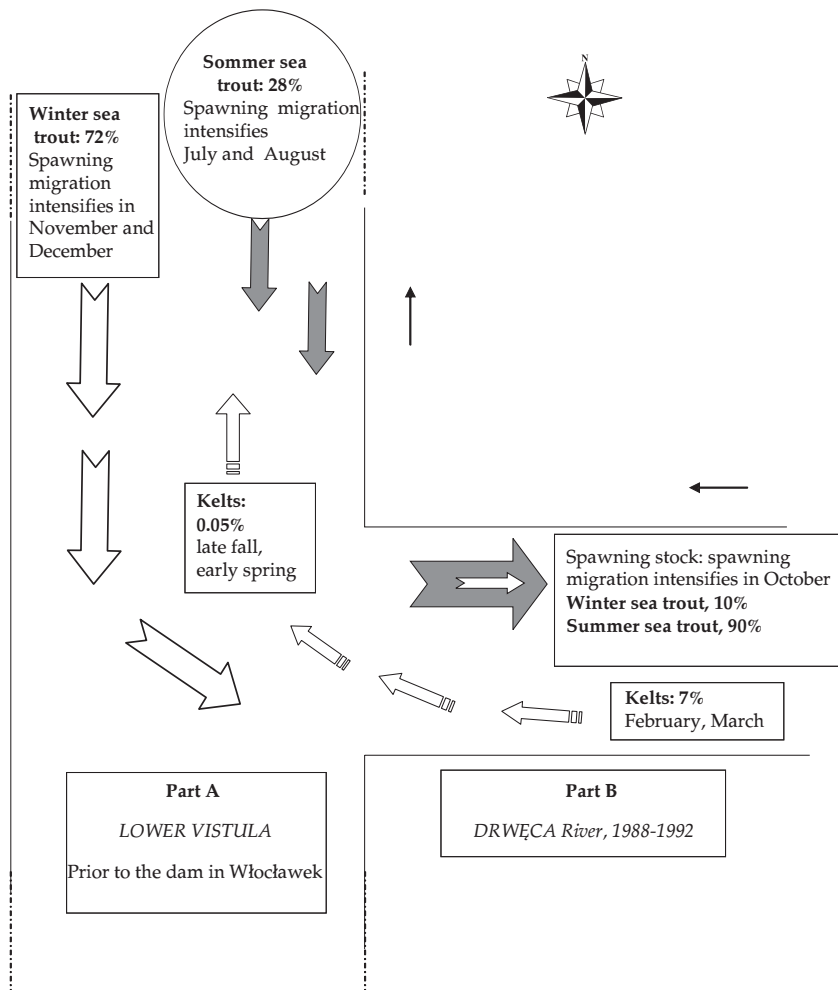 Sommer sea
trout: 28%
Spawning migration
intensifies
July and August
N
Winter sea
trout: 72%
Spawning
migration
intensifies in
November and
December
Kelts:
0.05%
late fall,
early spring
Spawning stock: spawning
migration intensifies in October
Winter sea trout, 10%
Summer sea trout, 90%
Kelts: 7%
February, March
Part A
LOWER VISTULA
Prior to the dam in Włocławek
Part B
DRWĘCA River, 1988-1992